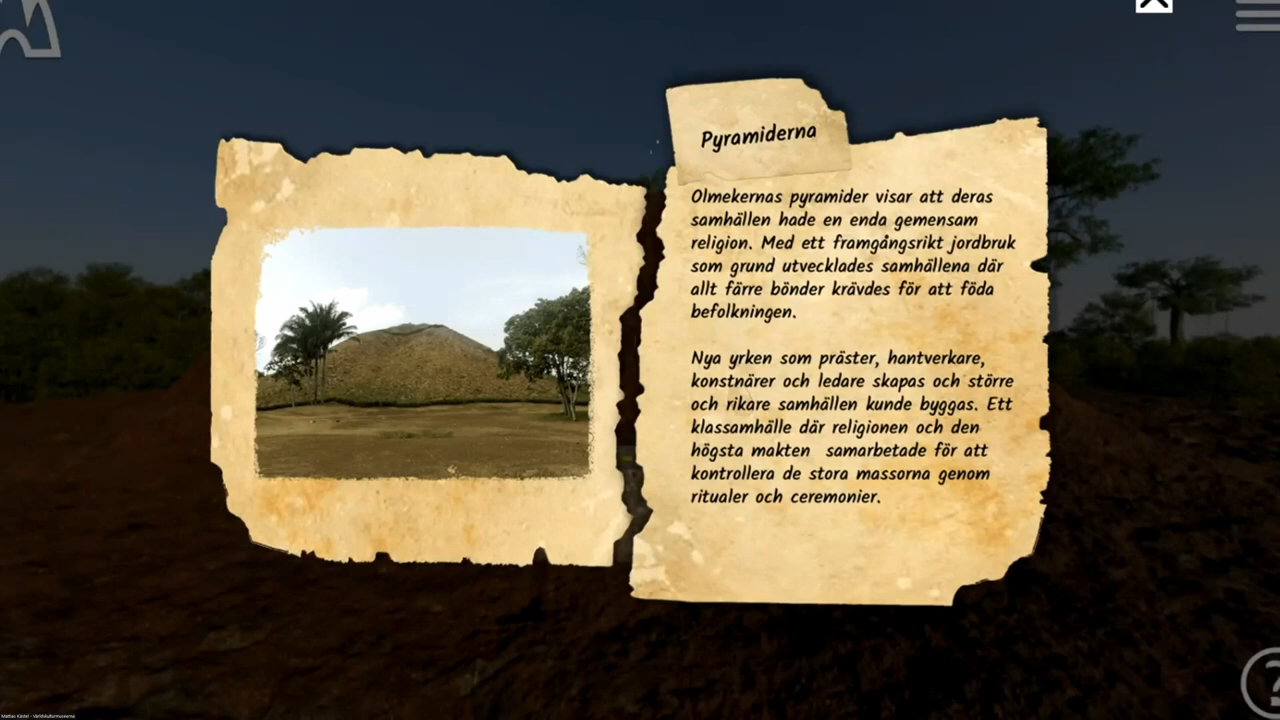 Pyramiderna
Olmekernas pyramider visar att deras
samhällen hade en enda gemensam
religion. Med ett framgångsrikt jordbruk
som grund utvecklades samhällena där
allt färre bönder krävdes för att föda
befolkningen.
Nya yrken som präster, hantverkare,
konstnärer och ledare skapas och större
och rikare samhällen kunde byggas. Ett
klassamhälle där religionen och den
högsta makten samarbetade för att
kontrollera de stora massorna genom
ritualer och ceremonier.
?
Mattias Käxtel - Världskulturmuseerna